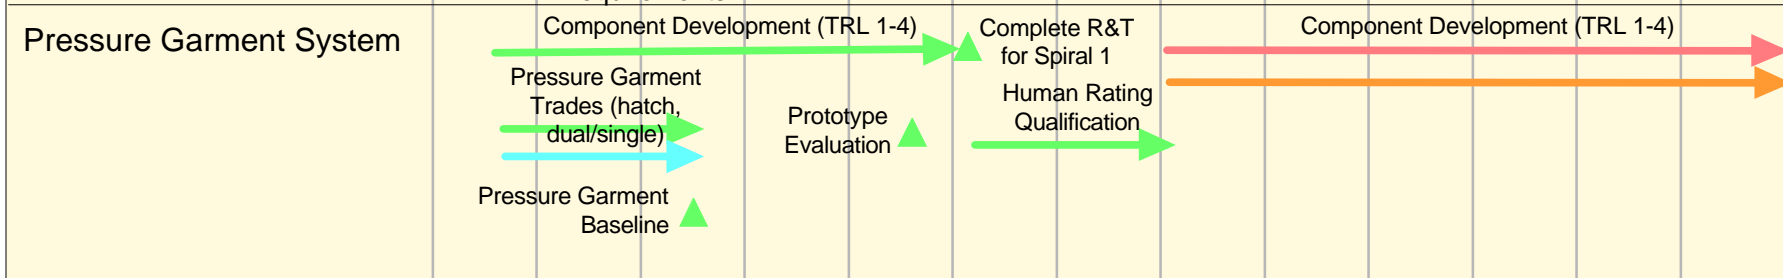 Pressure Garment System
Component Development (TRL 1-4)
Complete R&T
for Spiral 1
Component Development (TRL 1-4)
Pressure Garment
Trades (hatch,
dual/single)
Prototype
Evaluation
Human Rating
Qualification
Pressure Garment
Baseline